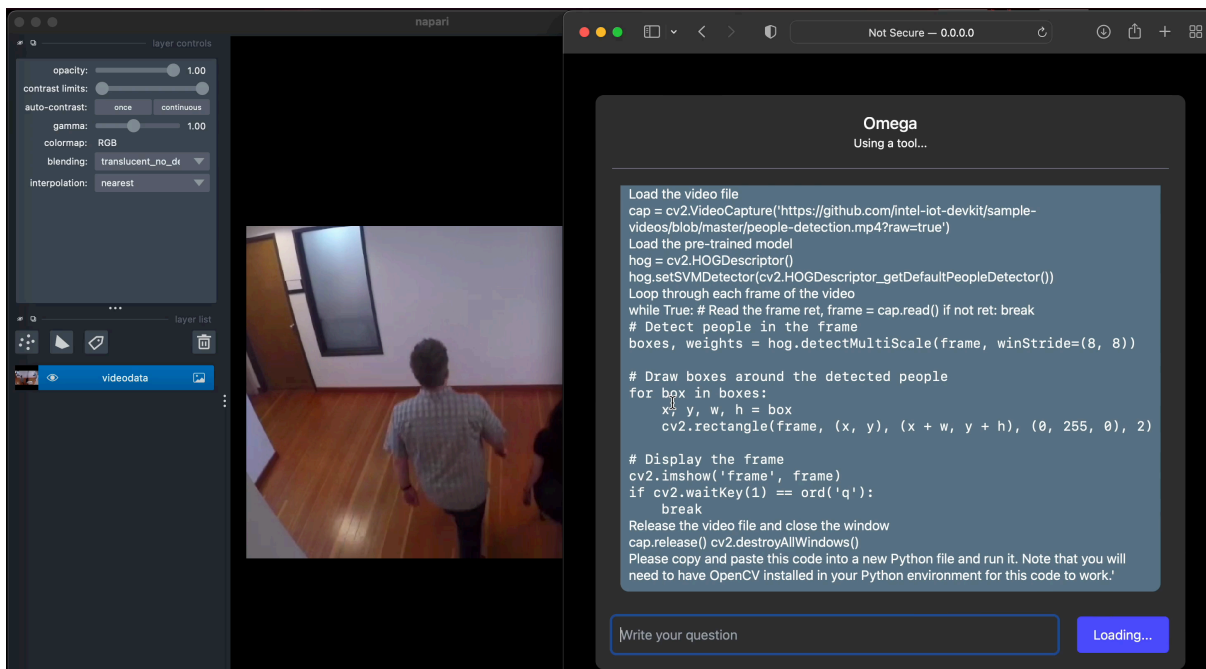 napari
layer controls
opacity: 1.00
contrast limits:
auto-contrast: once continuous
gamma: 1.00
colormap: RGB
blending: translucent_no_de
interpolation: nearest
layer list
videodata
Not Secure — 0.0.0.0
Omega
Using a tool...
Load the video file
cap = cv2.VideoCapture('https://github.com/intel-iot-devkit/sample-
videos/blob/master/people-detection.mp4?raw=true')
Load the pre-trained model
hog = cv2.HOGDescriptor()
hog.setSVMDetector(cv2.HOGDescriptor_getDefaultPeopleDetector())
Loop through each frame of the video
while True: # Read the frame ret, frame = cap.read() if not ret: break
# Detect people in the frame
boxes, weights = hog.detectMultiScale(frame, winStride=(8, 8))
# Draw boxes around the detected people
for box in boxes:
x, y, w, h = box
cv2.rectangle(frame, (x, y), (x + w, y + h), (0, 255, 0), 2)
# Display the frame
cv2.imshow('frame', frame)
if cv2.waitKey(1) == ord('q'):
break
Release the video file and close the window
cap.release() cv2.destroyAllWindows()
Please copy and paste this code into a new Python file and run it. Note that you will
need to have OpenCV installed in your Python environment for this code to work.'
Write your question
Loading...